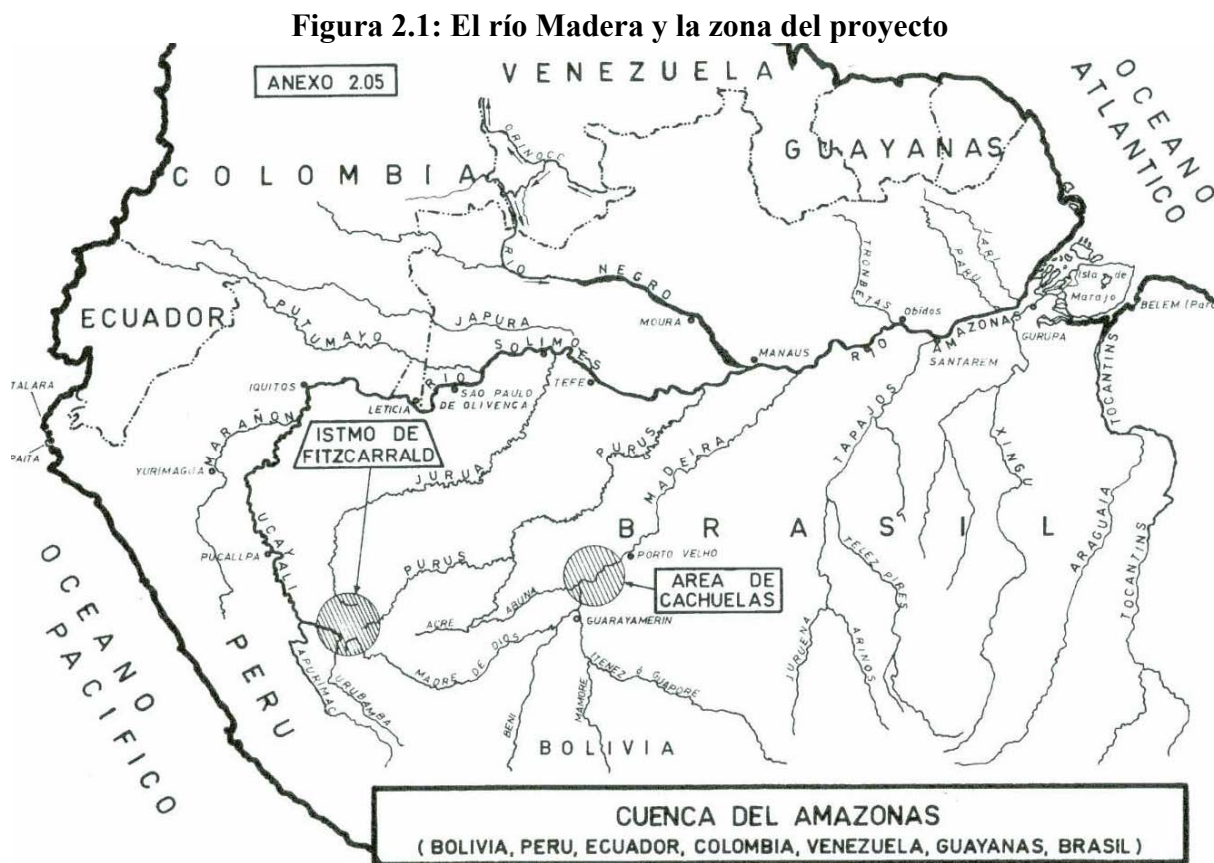 Figura 2.1: El río Madera y la zona del proyecto
ANEXO 2.05
VENEZUELA
OCEANO
ATLANTICO
COLOMBIA
ORINOCC
GUAYANAS
RIO
NEGRO
TRONBETAS
PARU
JARI
Isla de
Marajo
BELEM (Par
ECUADOR
PUTUMAYO
JAPURA
MOURA
Obidos
AMAZONAS
GURUPA
SANTAREM
RIO
MANAUS
RIO
SOLIMOES
TEFE
SAO PAULO
DE OLIVENCA
LETICIA
IQUITOS
TALARA
PAITA
MARAÑON
YURIMAGUA
ISTMO DE
FITZCARRALD
JURUA
PURUS
MADEIRA
TAPAJOS
XINGU
TOCANTINS
BRASIL
UCAYALI
PUCALLPA
PURUS
PORTO VELHO
AREA DE
CACHUELAS
TELEZ PIRES
ARAGUAIA
TOCANTINS
ACRE
ABUNA
GUARAYAMERIN
MADRE DE DIOS
ITENEZ ó GUAPORE
JURUENA
ARINOS
OCEANO
PACIFICO
PERU
APURIMAC
URUBAMBA
BENI
MAMORE
BOLIVIA
CUENCA DEL AMAZONAS
( BOLIVIA, PERU, ECUADOR, COLOMBIA, VENEZUELA, GUAYANAS, BRASIL )